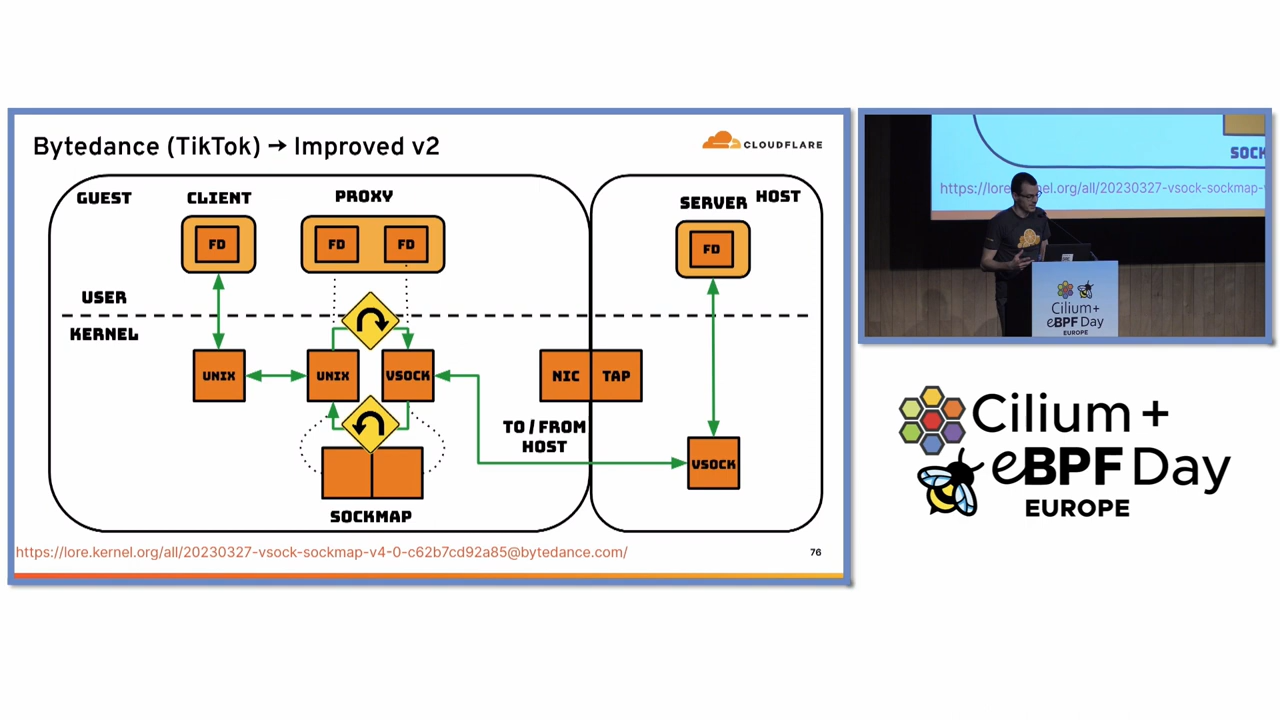 Bytedance (TikTok) → Improved v2
CLOUDFLARE
GUEST
CLIENT
PROXY
SERVER
HOST
FD
FD
FD
FD
USER
KERNEL
UNIX
UNIX
VSOCK
NIC
TAP
TO / FROM
HOST
VSOCK
SOCKMAP
https://lore.kernel.org/all/20230327-vsock-sockmap-v4-0-c62b7cd92a85@bytedance.com/
76
SOCK
https://lore.kernel.org/all/20230327-vsock-sockmap-
Cilium+
eBPF Day
EUROPE
Cilium +
eBPF Day
EUROPE